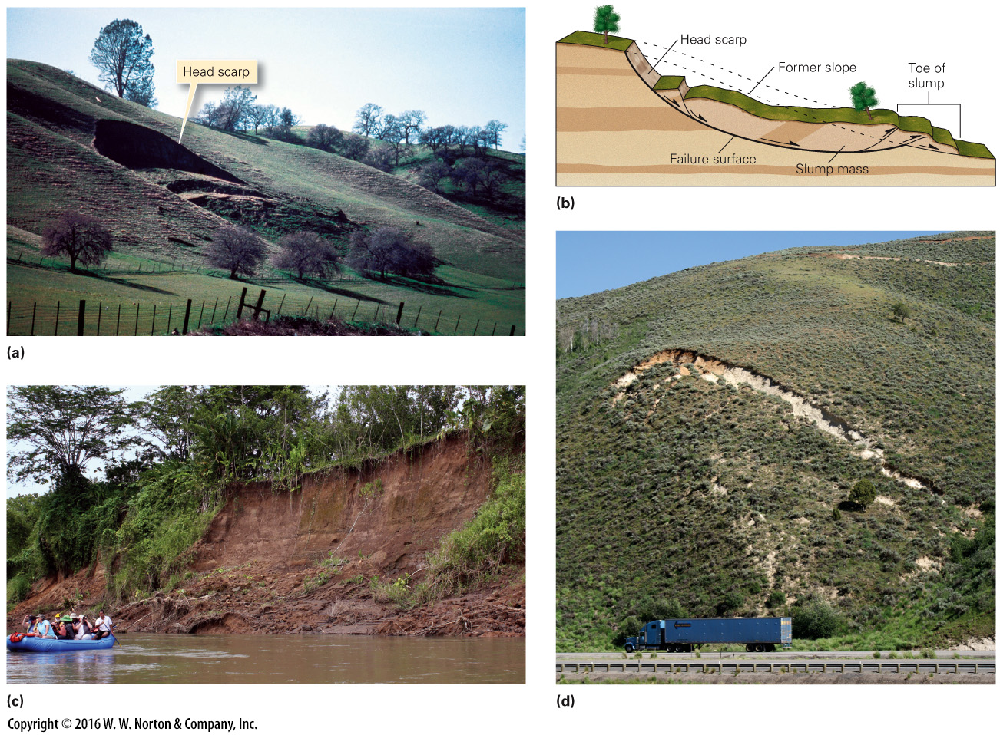 Head scarp
(a)
Head scarp
Former slope
Toe of
slump
Failure surface
Slump mass
(b)
(c)
(d)
Copyright © 2016 W. W. Norton & Company, Inc.